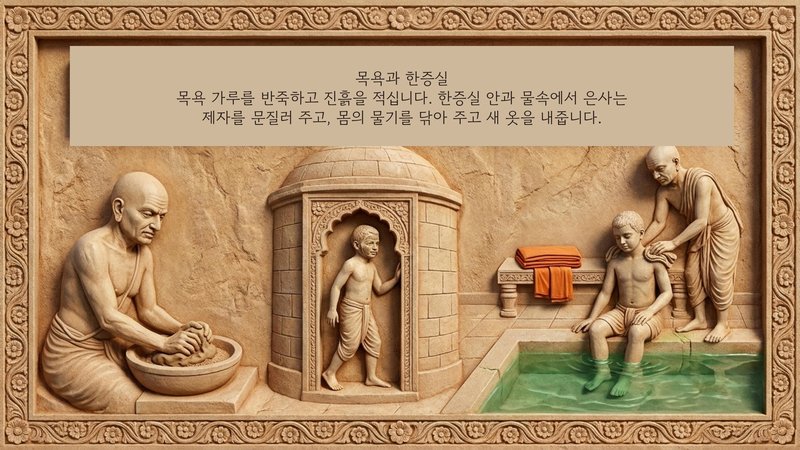 목욕과 한증실
목욕 가루를 반죽하고 진흙을 적십니다. 한증실 안과 물속에서 은사는
제자를 문질러 주고, 몸의 물기를 닦아 주고 새 옷을 내줍니다.